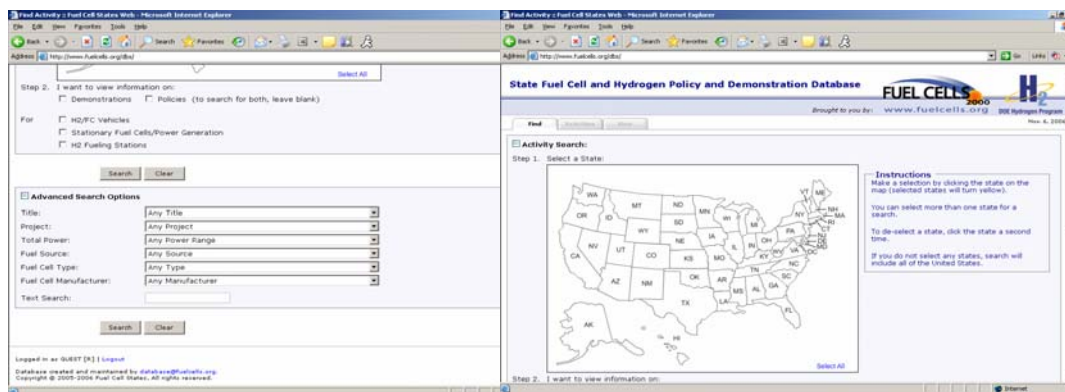 Find Activity :: Fuel Cell States Web - Microsoft Internet Explorer
File Edit View Favorites Tools Help
Back Search Favorites
Address http://www.fuelcells.org/dbs/
Select All
Step 2. I want to view information on:
Demonstrations Policies (to search for both, leave blank)
For H2/FC Vehicles
Stationary Fuel Cells/Power Generation
H2 Fueling Stations
Search Clear
Advanced Search Options
Title: Any Title
Project: Any Project
Total Power: Any Power Range
Fuel Source: Any Source
Fuel Cell Type: Any Type
Fuel Cell Manufacturer: Any Manufacturer
Text Search:
Search Clear
Logged in as GUEST [R] | Logout
Database created and maintained by database@fuelcells.org.
Copyright © 2005-2006 Fuel Cell States, All rights reserved.
Find Activity :: Fuel Cell States Web - Microsoft Internet Explorer
File Edit View Favorites Tools Help
Back Search Favorites
Address http://www.fuelcells.org/dbs/ Go Links
State Fuel Cell and Hydrogen Policy and Demonstration Database
FUEL CELLS 2000
H2
Brought to you by: www.fuelcells.org DOE Hydrogen Program
Find Activities View Nov. 6, 2006
Activity Search:
Step 1. Select a State:
WA MT ND MN VT ME
OR ID WY SD WI MI NY NH MA RI CT
NV UT CO NE IA IL IN OH PA NJ DE MD
CA KS MO KY WV VA DC
AZ NM OK AR TN NC SC
TX LA MS AL GA FL
AK HI
Select All
Instructions
Make a selection by clicking the state on the
map (selected states will turn yellow).
You can select more than one state for a
search.
To de-select a state, click the state a second
time.
If you do not select any states, search will
include all of the United States.
Step 2. I want to view information on:
Internet